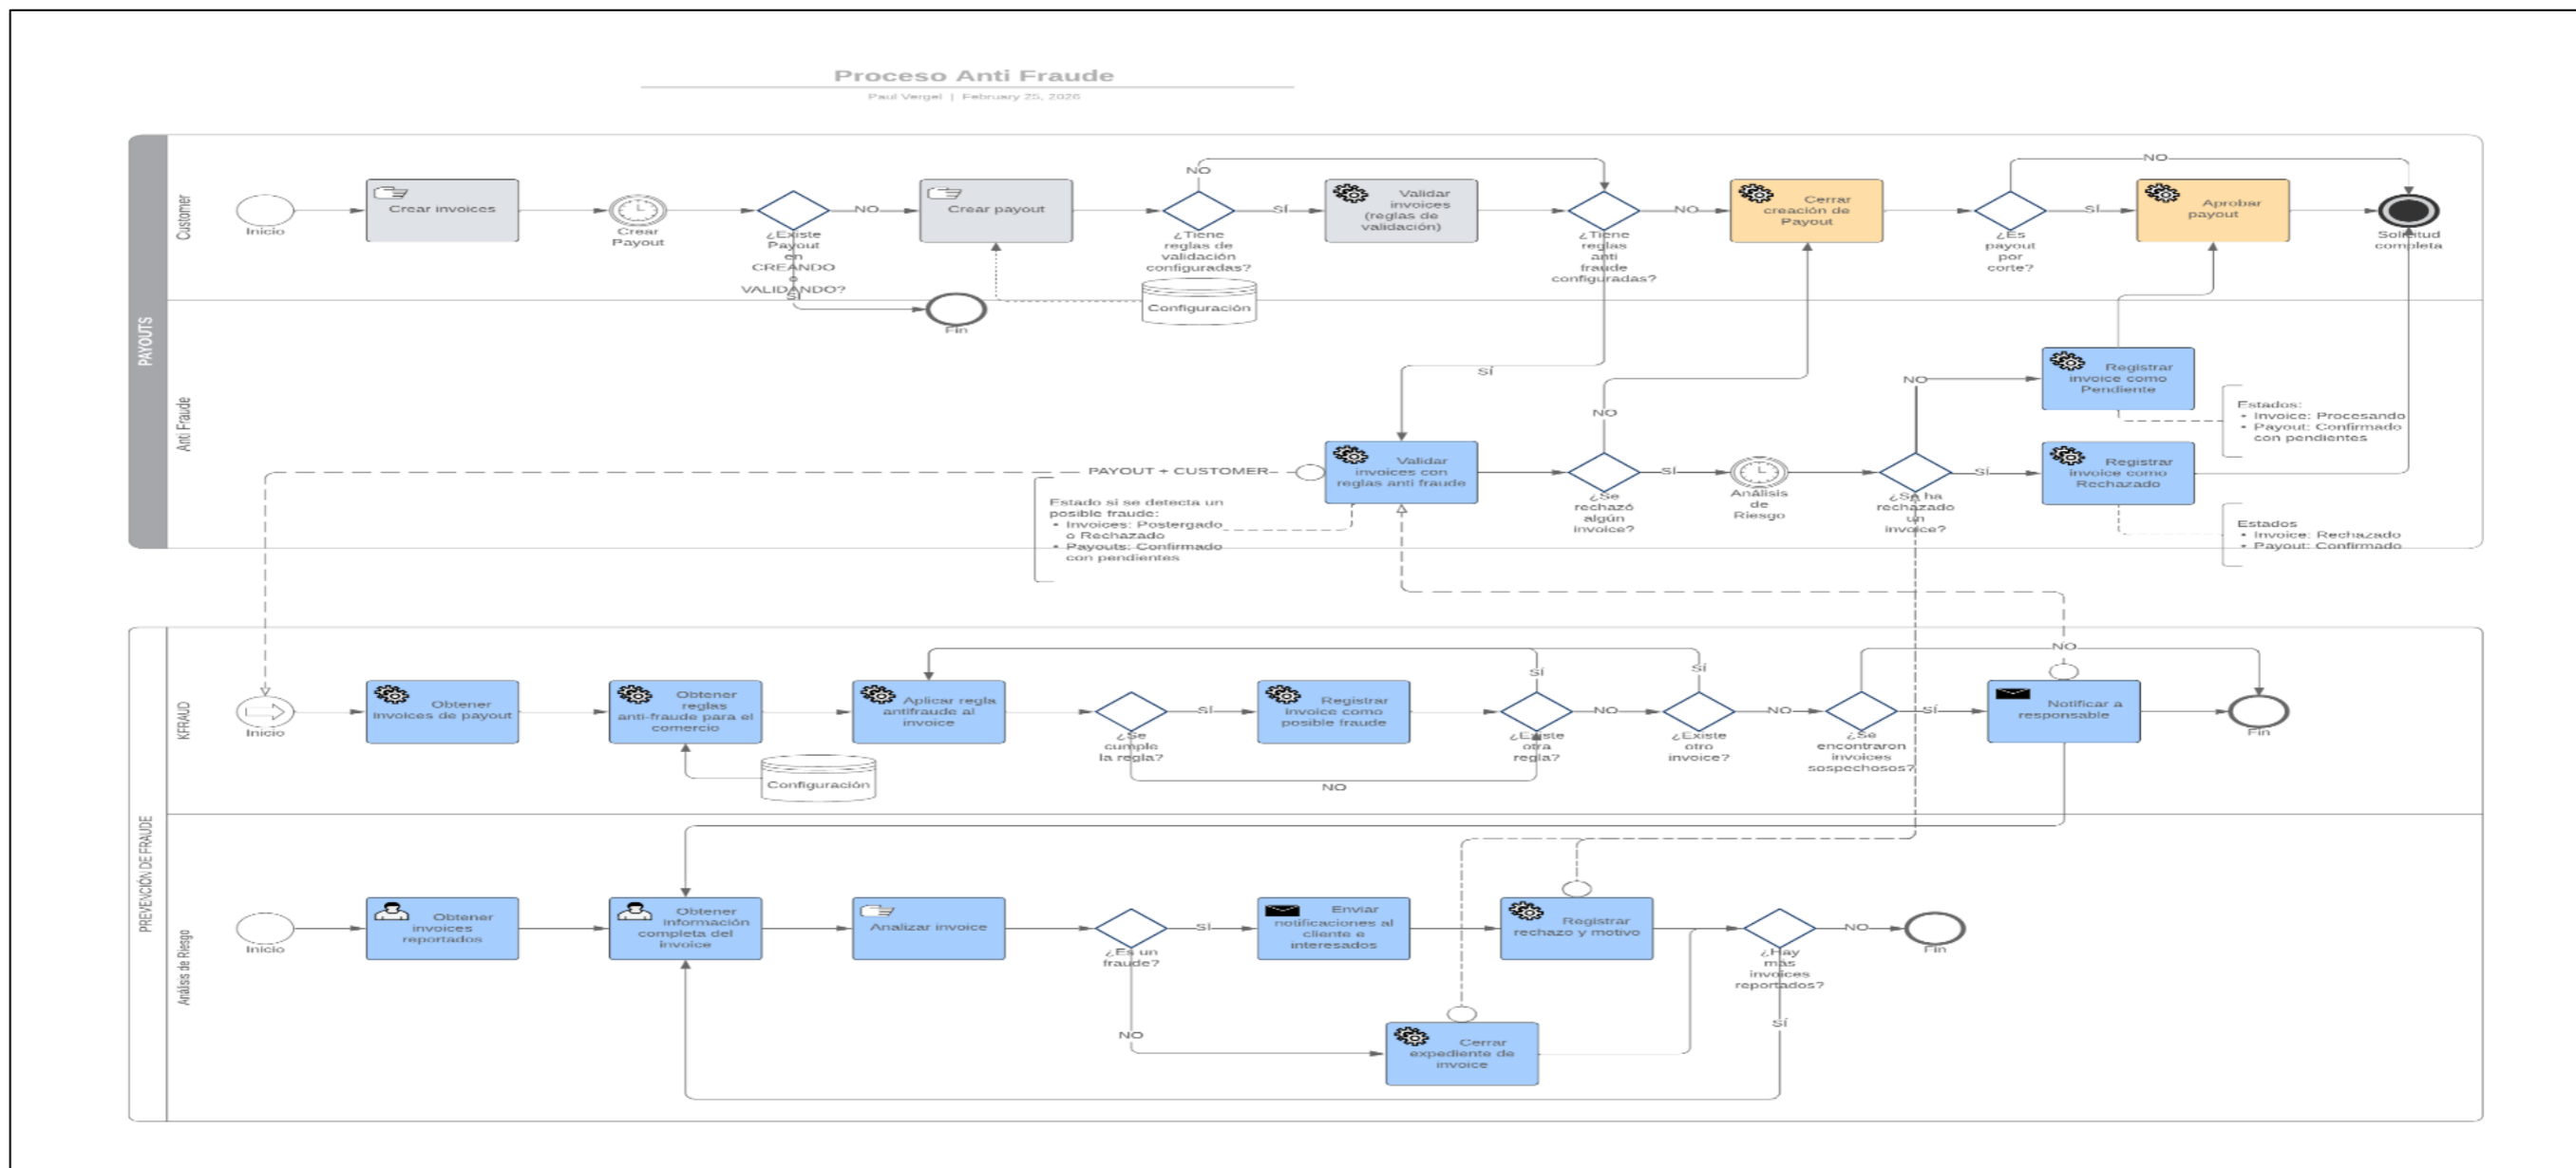 Proceso Anti Fraude
Paul Vergel | February 25, 2026
PAYOUTS
Customer
Inicio
Crear invoices
Crear
Payout
¿Existe
Payout
en
CREANDO
o
VALIDANDO?
NO
SÍ
Fin
Crear payout
¿Tiene
reglas de
validación
configuradas?
NO
SÍ
Configuración
Validar
invoices
(reglas de
validación)
¿Tiene
reglas
anti
fraude
configuradas?
NO
SÍ
Cerrar
creación de
Payout
¿Es
payout
por
corte?
NO
SÍ
Aprobar
payout
Solicitud
completa
Anti Fraude
PAYOUT + CUSTOMER
Validar
invoices con
reglas anti fraude
Estado si se detecta un
posible fraude:
• Invoices: Postergado
o Rechazado
• Payouts: Confirmado
con pendientes
¿Se
rechazó
algún
invoice?
NO
SÍ
Análisis
de
Riesgo
¿Se ha
rechazado
un
invoice?
NO
SÍ
Registrar
invoice como
Pendiente
Estados:
• Invoice: Procesando
• Payout: Confirmado
con pendientes
Registrar
invoice como
Rechazado
Estados
• Invoice: Rechazado
• Payout: Confirmado
PREVENCIÓN DE FRAUDE
KFRAUD
Inicio
Obtener
invoices de payout
Obtener
reglas
anti-fraude para el
comercio
Configuración
Aplicar regla
antifraude al
invoice
¿Se
cumple
la regla?
SÍ
NO
Registrar
invoice como
posible fraude
¿Existe
otra
regla?
SÍ
NO
¿Existe
otro
invoice?
SÍ
NO
¿Se
encontraron
invoices
sospechosos?
NO
SÍ
Notificar a
responsable
Fin
Análisis de Riesgo
Inicio
Obtener
invoices
reportados
Obtener
información
completa del
invoice
Analizar invoice
¿Es un
fraude?
SÍ
NO
Enviar
notificaciones al
cliente e
interesados
Registrar
rechazo y motivo
Cerrar
expediente de
invoice
¿Hay
más
invoices
reportados?
NO
SÍ
Fin